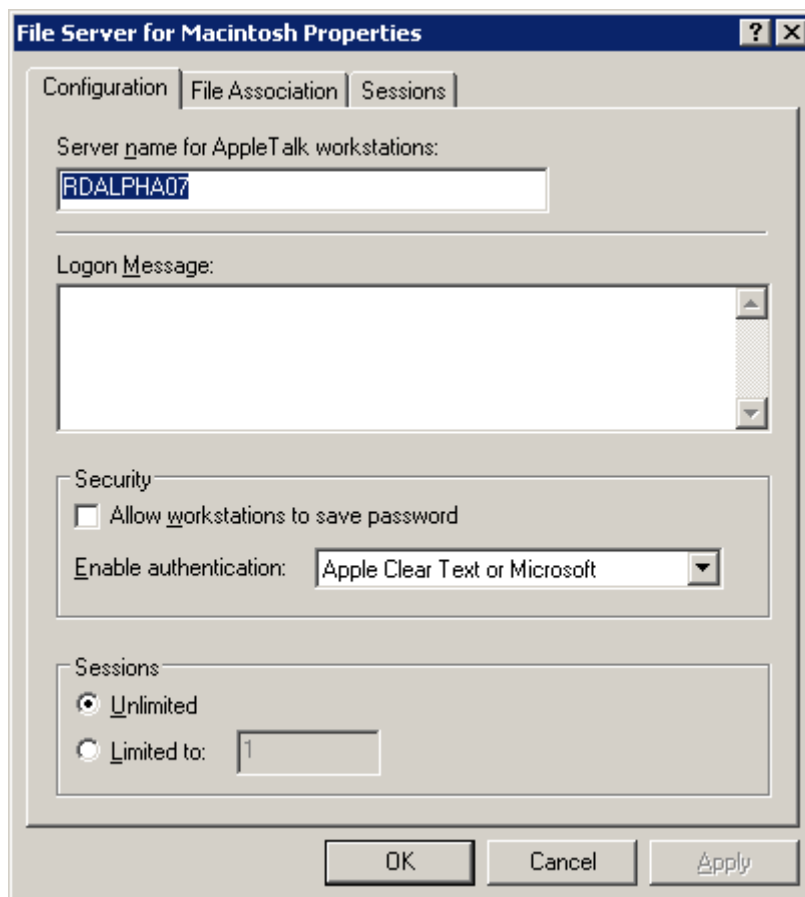 File Server for Macintosh Properties
Configuration File Association Sessions
Server name for AppleTalk workstations:
RDALPHA07
Logon Message:
Security
Allow workstations to save password
Enable authentication: Apple Clear Text or Microsoft
Sessions
Unlimited
Limited to: 1
OK Cancel Apply